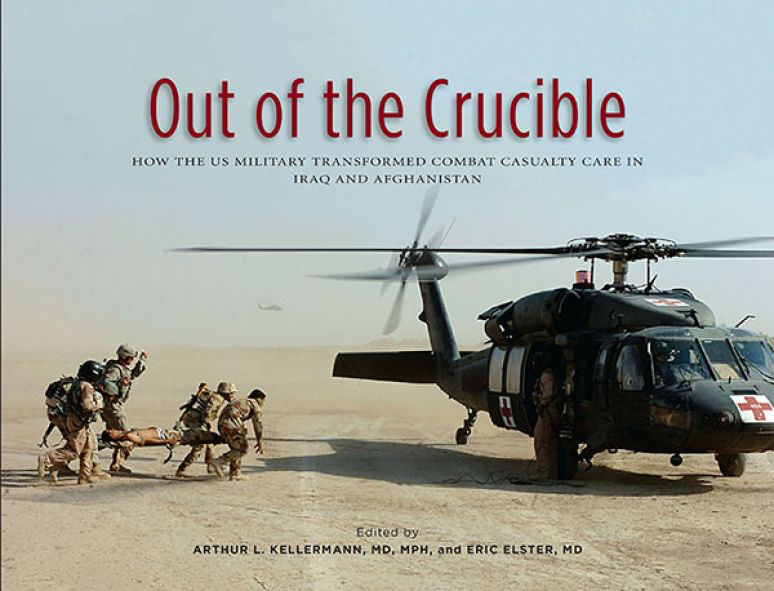 Out of the Crucible
HOW THE US MILITARY TRANSFORMED COMBAT CASUALTY CARE IN
IRAQ AND AFGHANISTAN
Edited by
ARTHUR L. KELLERMANN, MD, MPH, and ERIC ELSTER, MD